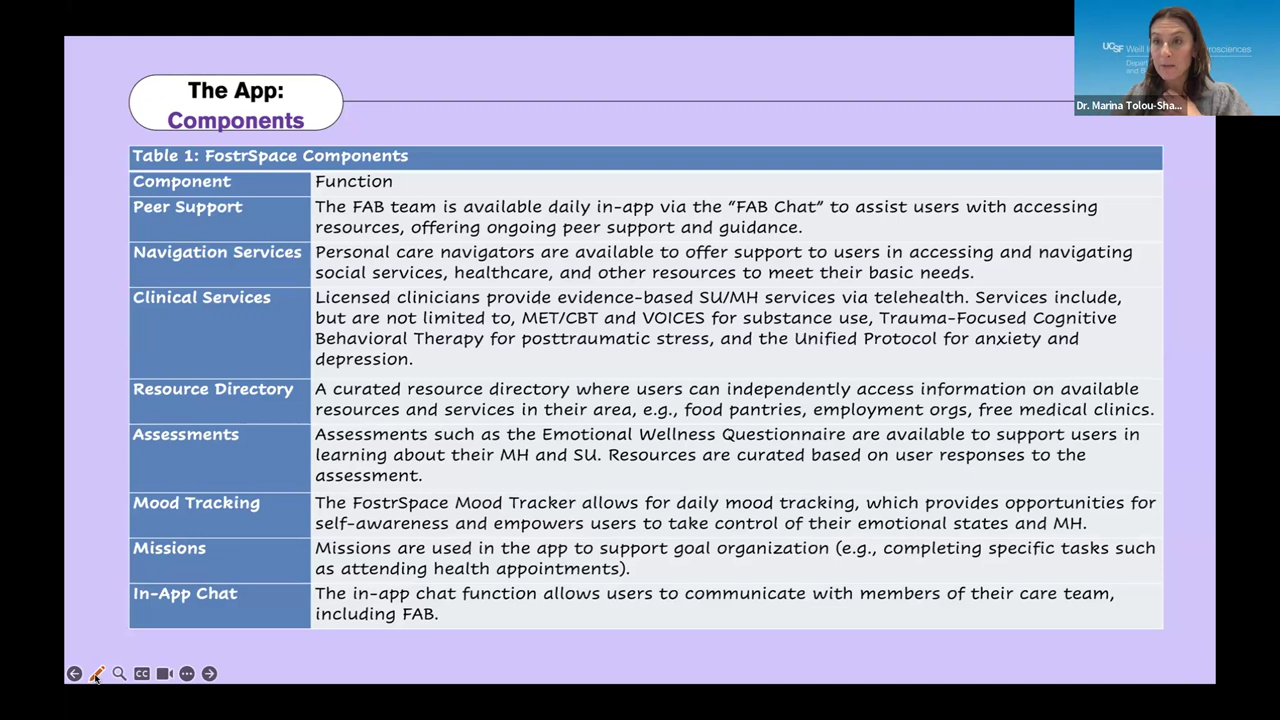 The App:
Components
Table 1: FostrSpace Components
Component Function
Peer Support The FAB team is available daily in-app via the “FAB Chat” to assist users with accessing
resources, offering ongoing peer support and guidance.
Navigation Services Personal care navigators are available to offer support to users in accessing and navigating
social services, healthcare, and other resources to meet their basic needs.
Clinical Services Licensed clinicians provide evidence-based SU/MH services via telehealth. Services include,
but are not limited to, MET/CBT and VOICES for substance use, Trauma-Focused Cognitive
Behavioral Therapy for posttraumatic stress, and the Unified Protocol for anxiety and
depression.
Resource Directory A curated resource directory where users can independently access information on available
resources and services in their area, e.g., food pantries, employment orgs, free medical clinics.
Assessments Assessments such as the Emotional Wellness Questionnaire are available to support users in
learning about their MH and SU. Resources are curated based on user responses to the
assessment.
Mood Tracking The FostrSpace Mood Tracker allows for daily mood tracking, which provides opportunities for
self-awareness and empowers users to take control of their emotional states and MH.
Missions Missions are used in the app to support goal organization (e.g., completing specific tasks such
as attending health appointments).
In-App Chat The in-app chat function allows users to communicate with members of their care team,
including FAB.
UCSF Weill
Dr. Marina Tolou-Sha...
CC